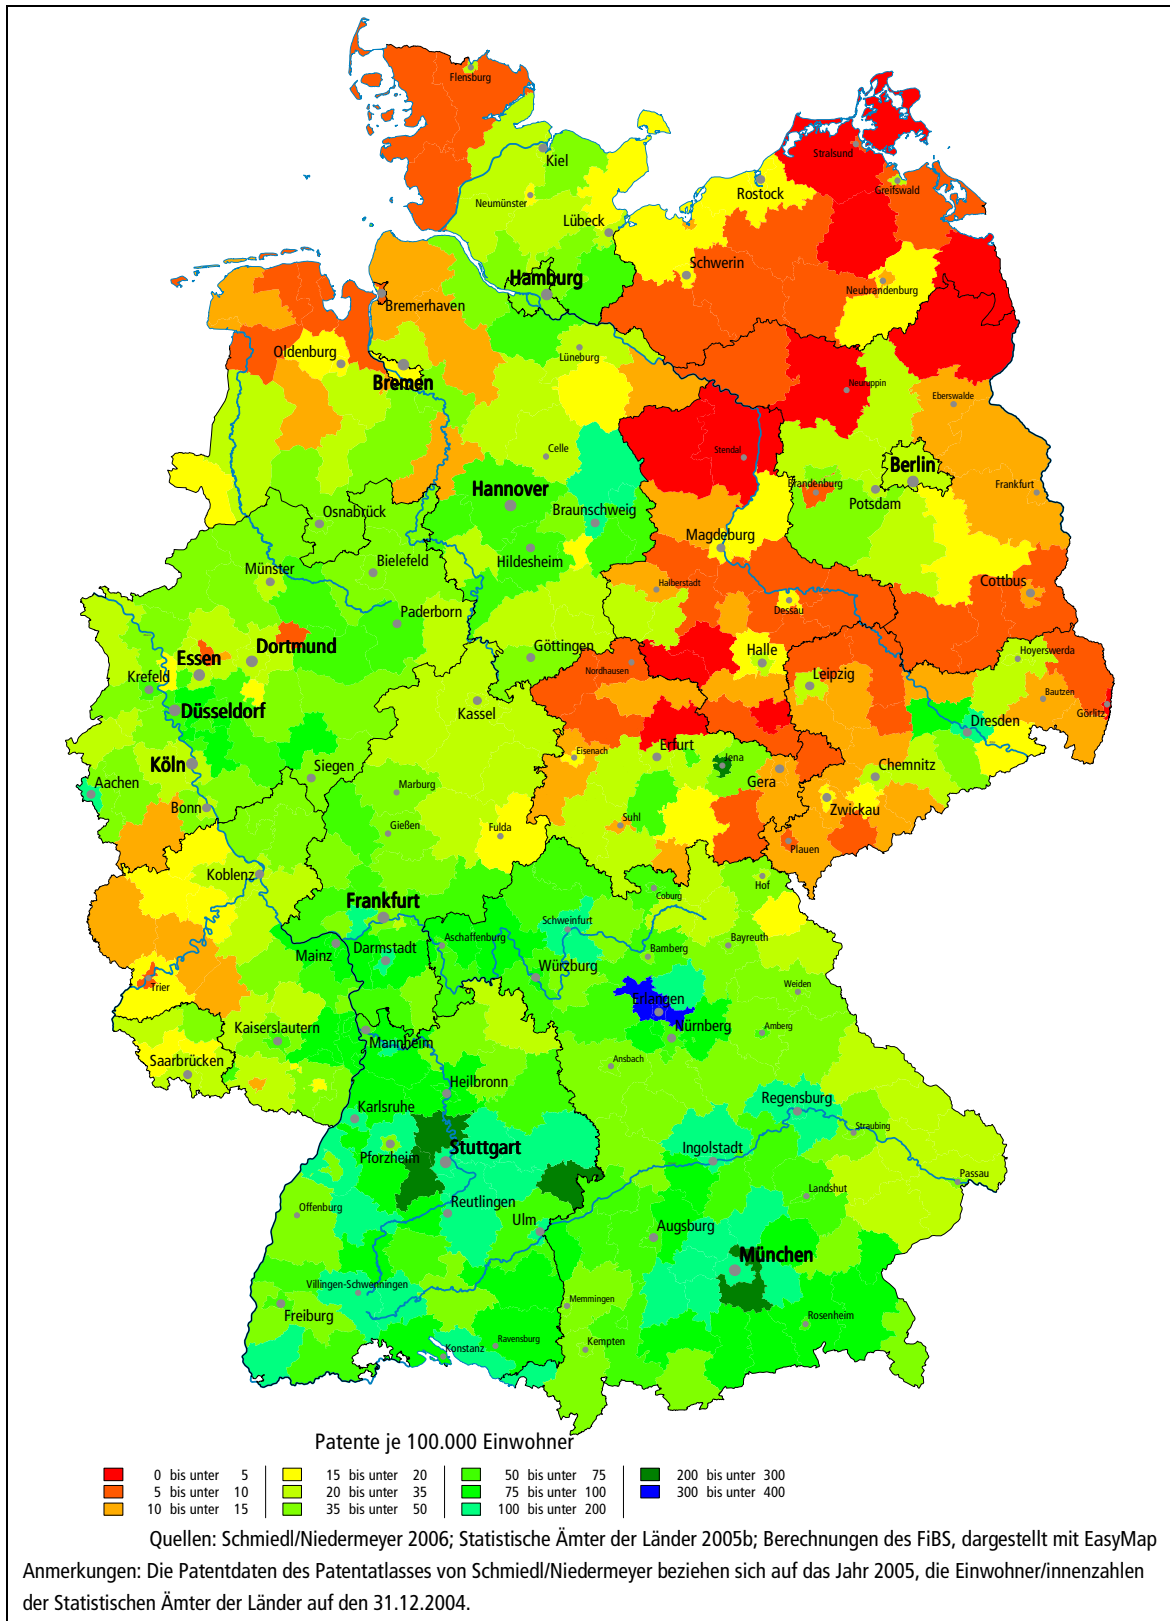 Flensburg
Kiel
Neumünster
Lübeck
Stralsund
Greifswald
Rostock
Schwerin
Neubrandenburg
Hamburg
Bremerhaven
Oldenburg
Bremen
Lüneburg
Neuruppin
Eberswalde
Celle
Stendal
Berlin
Hannover
Brandenburg
Potsdam
Frankfurt
Osnabrück
Braunschweig
Magdeburg
Hildesheim
Bielefeld
Münster
Halberstadt
Cottbus
Dessau
Paderborn
Göttingen
Dortmund
Halle
Hoyerswerda
Essen
Nordhausen
Krefeld
Leipzig
Bautzen
Düsseldorf
Kassel
Görlitz
Dresden
Köln
Eisenach
Erfurt
Jena
Siegen
Gera
Chemnitz
Aachen
Marburg
Bonn
Zwickau
Gießen
Fulda
Suhl
Plauen
Koblenz
Hof
Coburg
Frankfurt
Schweinfurt
Aschaffenburg
Mainz
Darmstadt
Bamberg
Bayreuth
Würzburg
Trier
Weiden
Erlangen
Kaiserslautern
Nürnberg
Amberg
Mannheim
Saarbrücken
Ansbach
Heilbronn
Karlsruhe
Regensburg
Straubing
Pforzheim
Stuttgart
Ingolstadt
Passau
Landshut
Offenburg
Reutlingen
Ulm
Augsburg
München
Villingen-Schwenningen
Memmingen
Freiburg
Rosenheim
Konstanz
Ravensburg
Kempten
Patente je 100.000 Einwohner
0 bis unter 5
5 bis unter 10
10 bis unter 15
15 bis unter 20
20 bis unter 35
35 bis unter 50
50 bis unter 75
75 bis unter 100
100 bis unter 200
200 bis unter 300
300 bis unter 400
Quellen: Schmiedl/Niedermeyer 2006; Statistische Ämter der Länder 2005b; Berechnungen des FiBS, dargestellt mit EasyMap
Anmerkungen: Die Patentdaten des Patentatlasses von Schmiedl/Niedermeyer beziehen sich auf das Jahr 2005, die Einwohner/innenzahlen
der Statistischen Ämter der Länder auf den 31.12.2004.